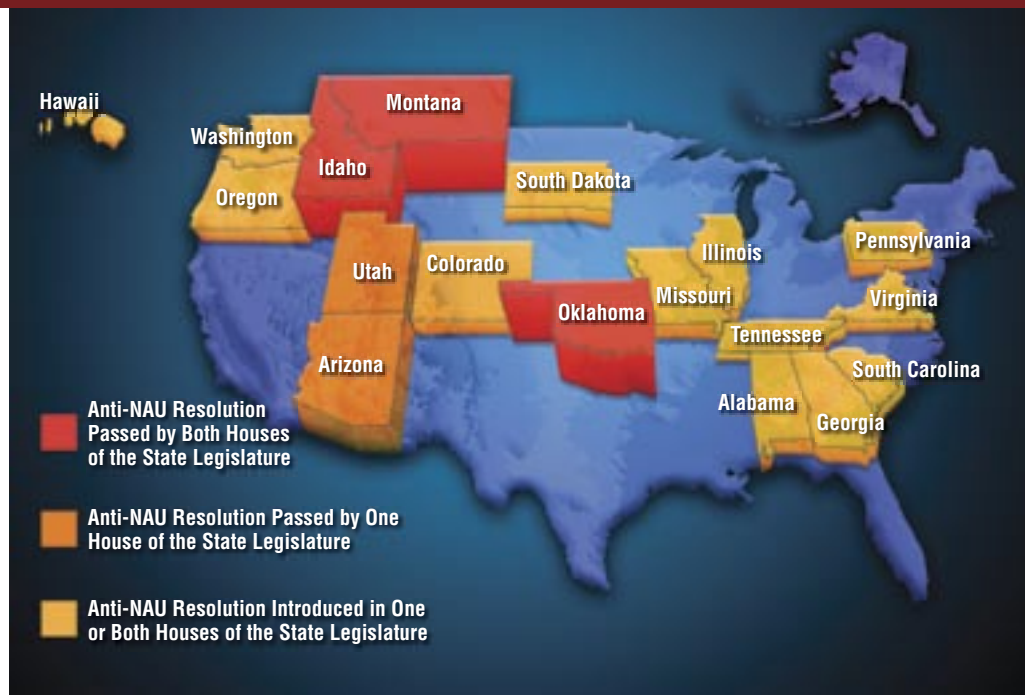 Hawaii
Montana
Washington
Idaho
South Dakota
Oregon
Pennsylvania
Illinois
Utah
Colorado
Missouri
Virginia
Oklahoma
Tennessee
Arizona
South Carolina
Alabama
Georgia
Anti-NAU Resolution
Passed by Both Houses
of the State Legislature
Anti-NAU Resolution Passed by One
House of the State Legislature
Anti-NAU Resolution Introduced in One
or Both Houses of the State Legislature